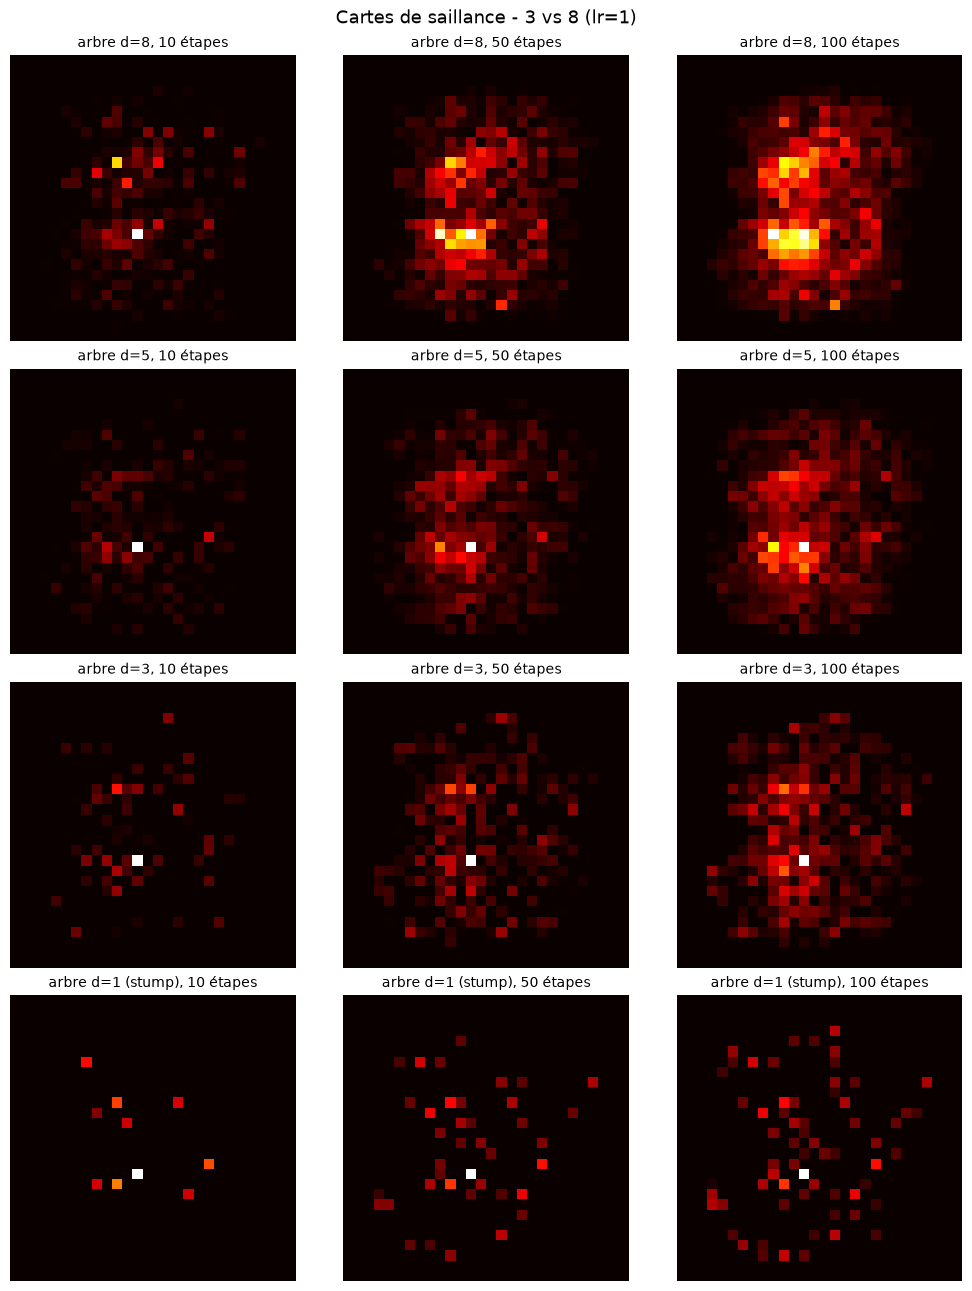 Cartes de saillance - 3 vs 8 (lr=1)
arbre d=8, 10 étapes
arbre d=8, 50 étapes
arbre d=8, 100 étapes
arbre d=5, 10 étapes
arbre d=5, 50 étapes
arbre d=5, 100 étapes
arbre d=3, 10 étapes
arbre d=3, 50 étapes
arbre d=3, 100 étapes
arbre d=1 (stump), 10 étapes
arbre d=1 (stump), 50 étapes
arbre d=1 (stump), 100 étapes